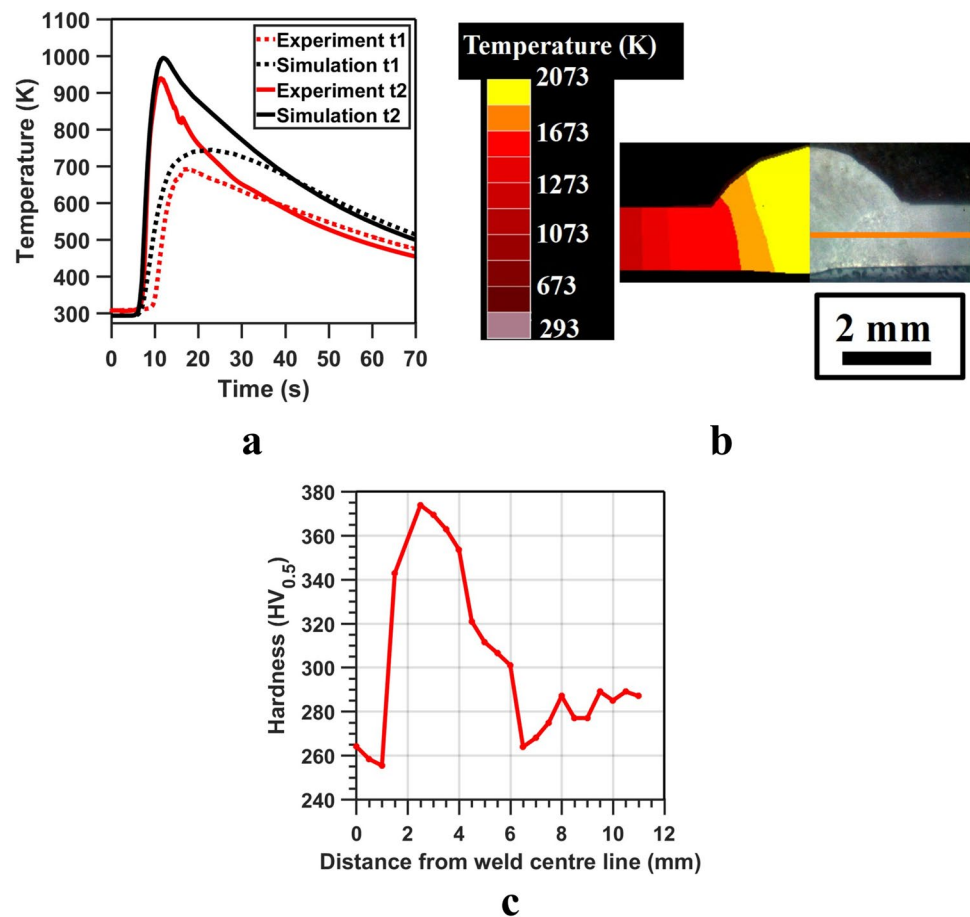 1100
1000
900
800
700
600
500
400
300
Temperature (K)
0 10 20 30 40 50 60 70
Time (s)
Experiment t1
Simulation t1
Experiment t2
Simulation t2
a
Temperature (K)
2073
1673
1273
1073
673
293
2 mm
b
380
360
340
320
300
280
260
240
Hardness (HV0.5)
0 2 4 6 8 10 12
Distance from weld centre line (mm)
c